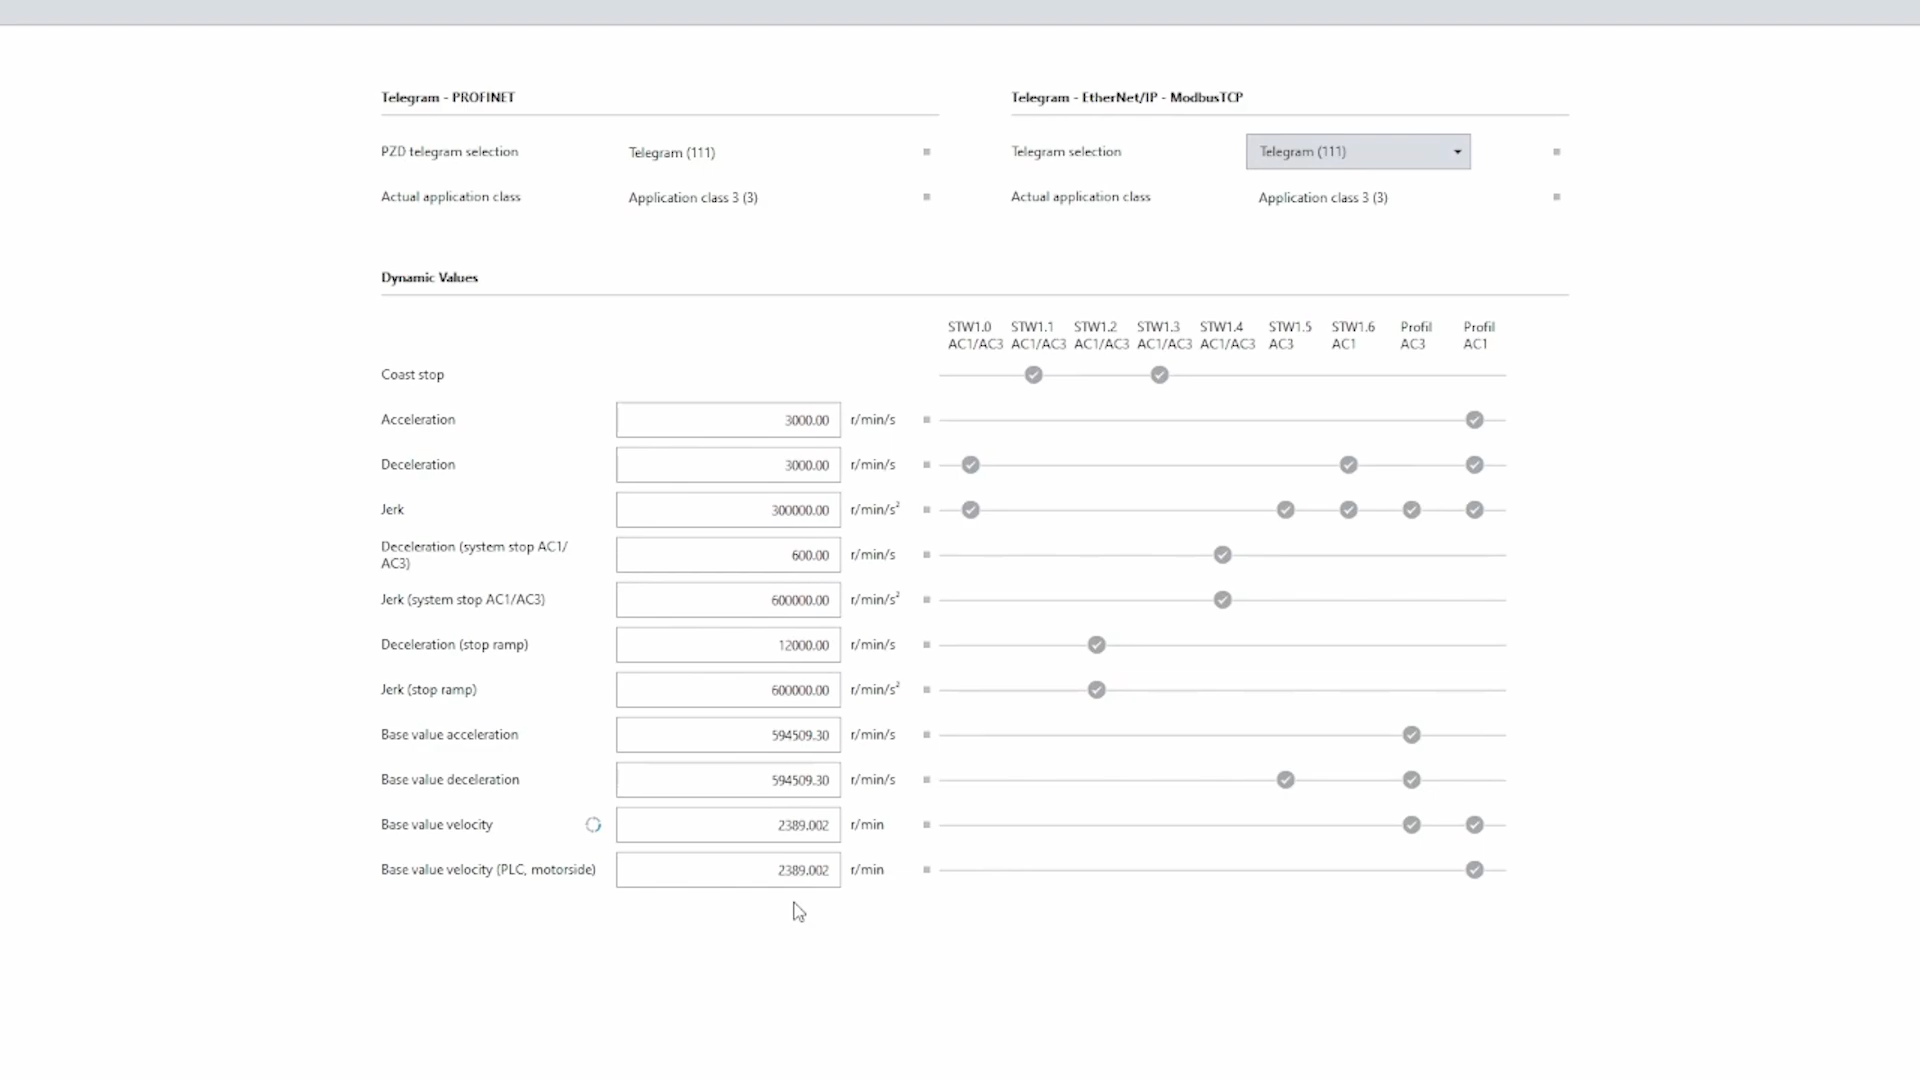 Telegram - PROFINET
Telegram - EtherNet/IP - ModbusTCP
PZD telegram selection Telegram (111)
Telegram selection Telegram (111)
Actual application class Application class 3 (3)
Actual application class Application class 3 (3)
Dynamic Values
STW1.0 STW1.1 STW1.2 STW1.3 STW1.4 STW1.5 STW1.6 Profil Profil
AC1/AC3 AC1/AC3 AC1/AC3 AC1/AC3 AC1/AC3 AC3 AC1 AC3 AC1
Coast stop
Acceleration 3000.00 r/min/s
Deceleration 3000.00 r/min/s
Jerk 300000.00 r/min/s²
Deceleration (system stop AC1/
AC3) 600.00 r/min/s
Jerk (system stop AC1/AC3) 600000.00 r/min/s²
Deceleration (stop ramp) 12000.00 r/min/s
Jerk (stop ramp) 600000.00 r/min/s²
Base value acceleration 594509.30 r/min/s
Base value deceleration 594509.30 r/min/s
Base value velocity 2389.002 r/min
Base value velocity (PLC, motorside) 2389.002 r/min